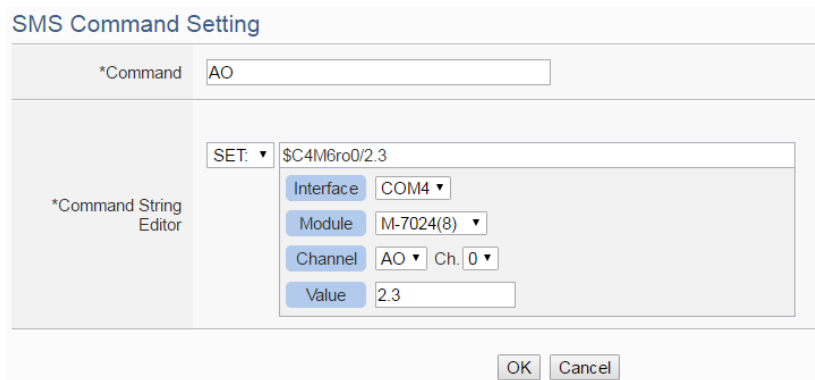 SMS Command Setting
*Command AO
SET: $C4M6ro0/2.3
Interface COM4
*Command String Editor
Module M-7024(8)
Channel AO Ch. 0
Value 2.3
OK Cancel